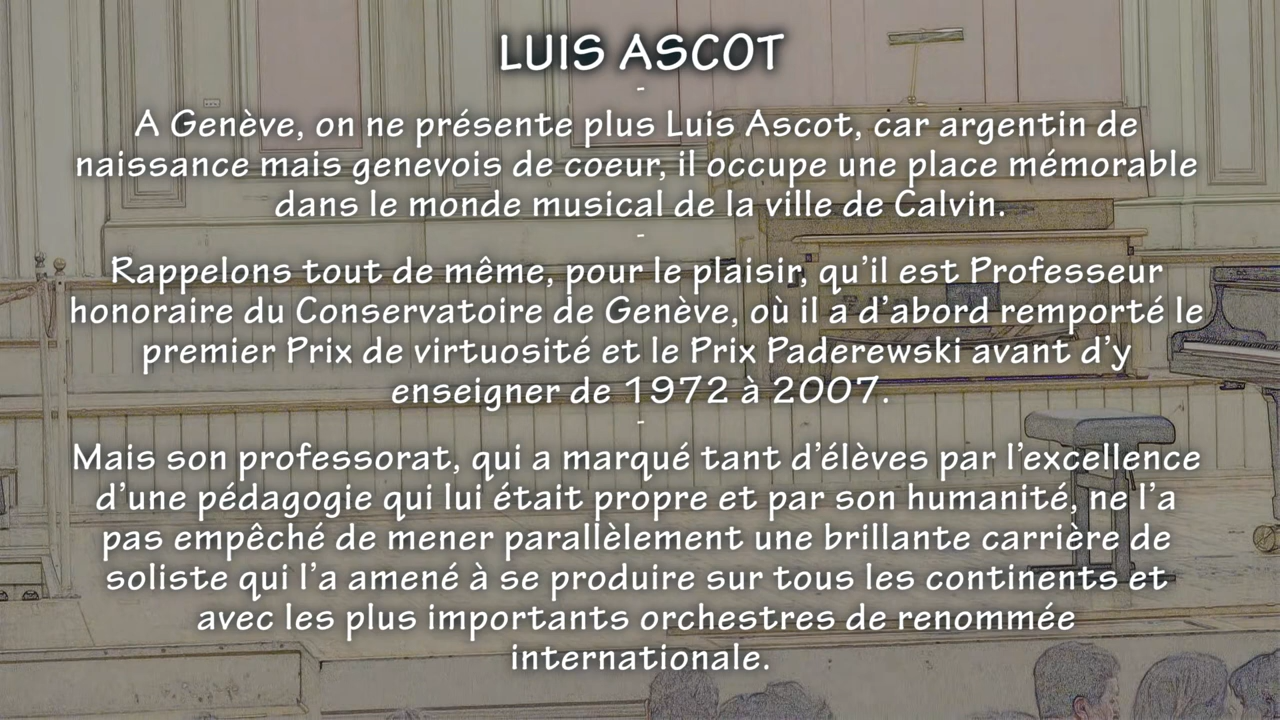 LUIS ASCOT
-
A Genève, on ne présente plus Luis Ascot, car argentin de
naissance mais genevois de coeur, il occupe une place mémorable
dans le monde musical de la ville de Calvin.
-
Rappelons tout de même, pour le plaisir, qu’il est Professeur
honoraire du Conservatoire de Genève, où il a d’abord remporté le
premier Prix de virtuosité et le Prix Paderewski avant d’y
enseigner de 1972 à 2007.
-
Mais son professorat, qui a marqué tant d’élèves par l’excellence
d’une pédagogie qui lui était propre et par son humanité, ne l’a
pas empêché de mener parallèlement une brillante carrière de
soliste qui l’a amené à se produire sur tous les continents et
avec les plus importants orchestres de renommée
internationale.